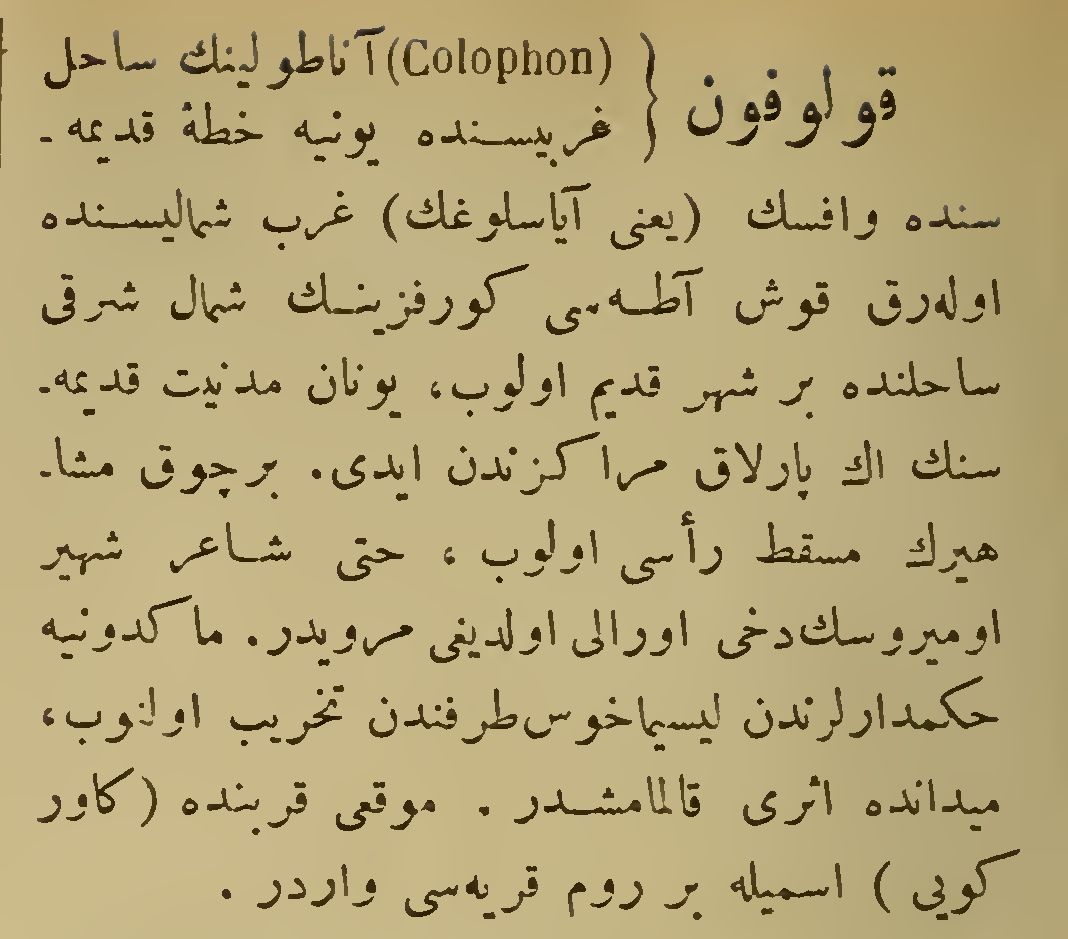 قولوفون { (Colophon) آناطولينك ساحل
غربيسنده يونيه خطهٔ قديمه‌ـ
سنده وافسك (يعنى آياسلوغك) غرب شماليسنده
اوله‌رق قوش آطه‌سى كورفزينك شمال شرقى
ساحلنده بر شهر قديم اولوب، يونان مدنيت قديمه‌ـ
سنك اك پارلاق مراكزندن ايدى. برچوق مشا‌ـ
هيرك مسقط رأسى اولوب، حتى شاعر شهير
اوميروسك‌دخى اورالى اولديغى مرويدر. ماكدونيه
حكمدارلرندن ليسيماخوس‌طرفندن تخريب اولنوب،
ميدانده اثرى قالمامشدر. موقعى قربنده (كاور
كويى) اسميله بر روم قريه‌سى واردر.